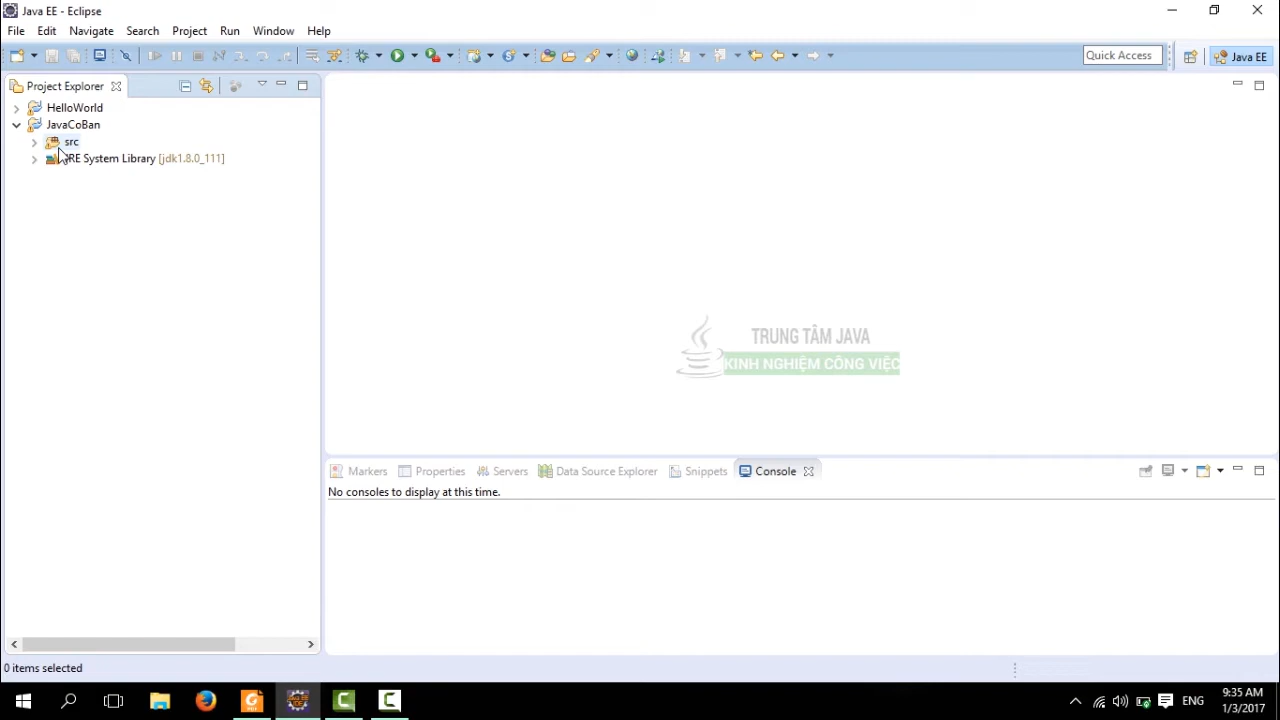 Java EE - Eclipse
File Edit Navigate Search Project Run Window Help
Quick Access
Java EE
Project Explorer
HelloWorld
JavaCoBan
src
RE System Library [jdk1.8.0_111]
TRUNG TÂM JAVA
KINH NGHIỆM CÔNG VIỆC
Markers Properties Servers Data Source Explorer Snippets Console
No consoles to display at this time.
0 items selected
ENG
9:35 AM
1/3/2017